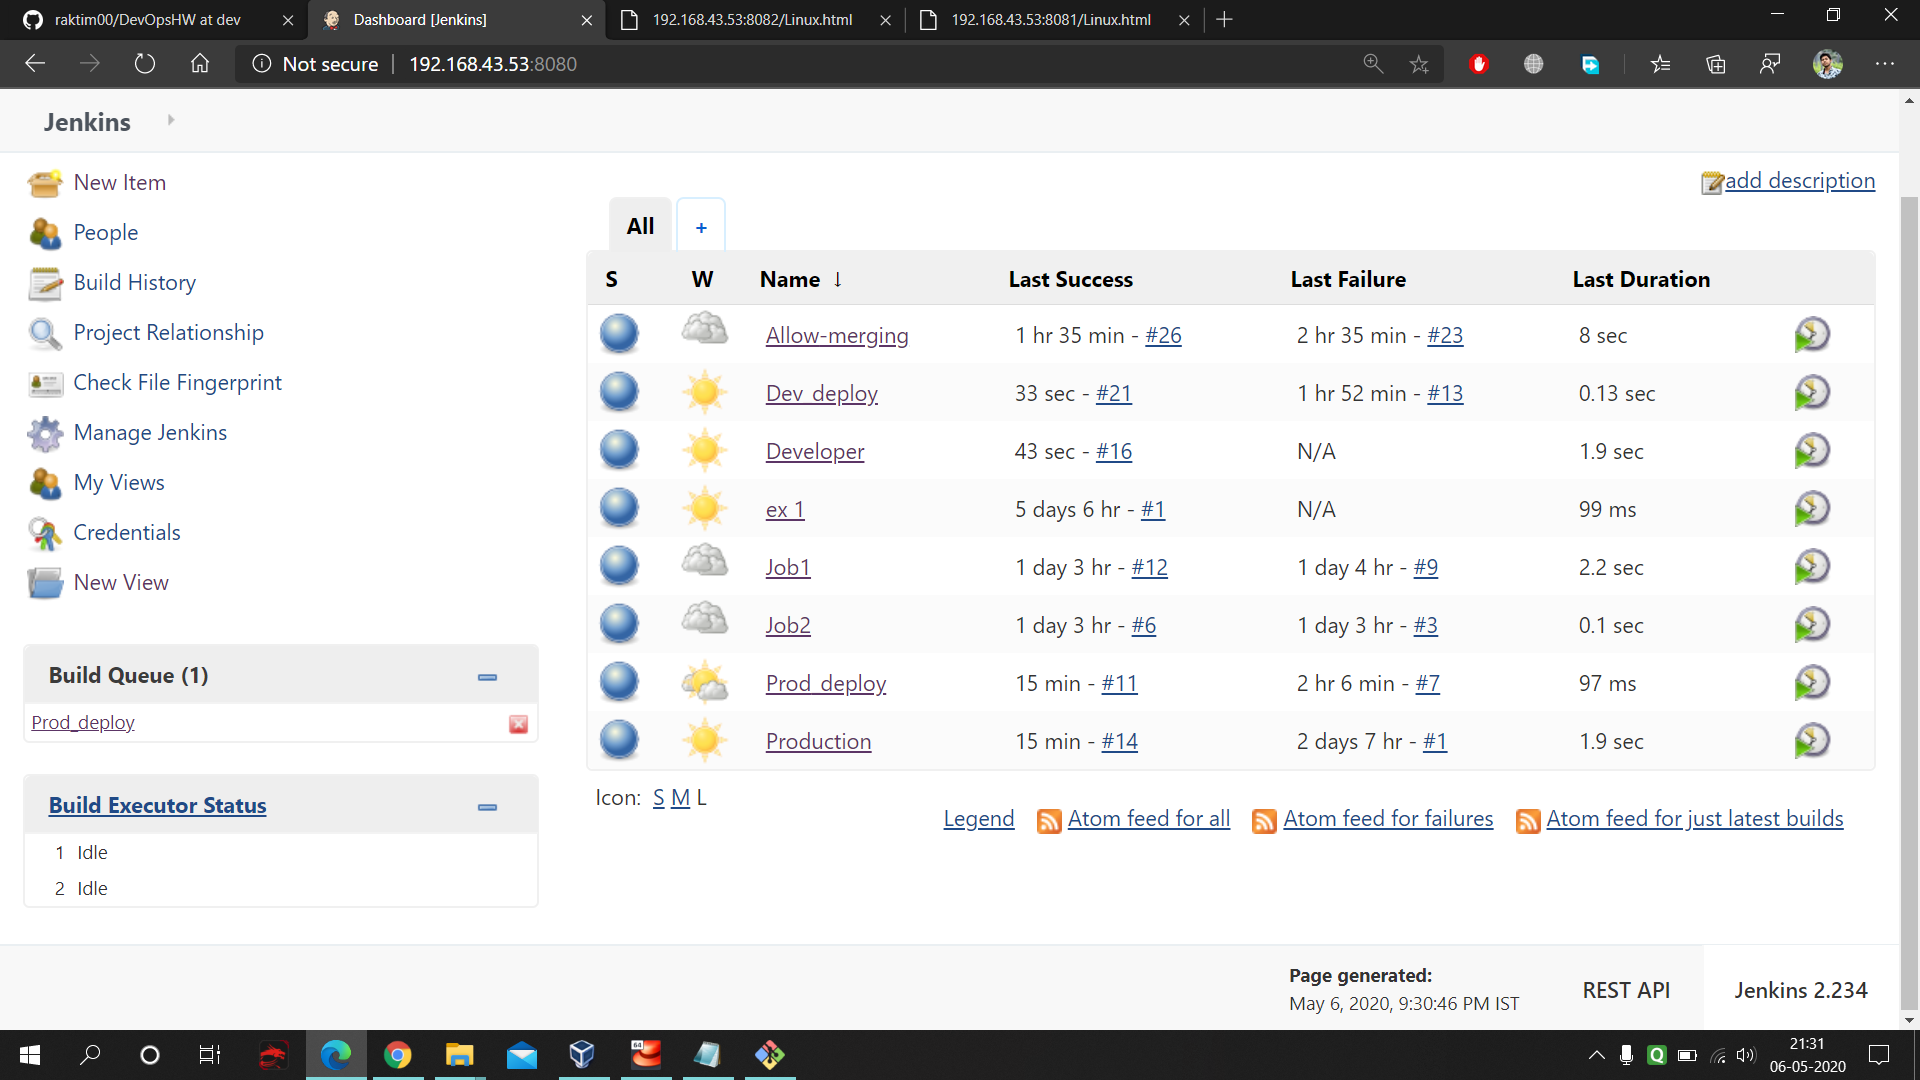 raktim00/DevOpsHW at dev
Dashboard [Jenkins]
192.168.43.53:8082/Linux.html
192.168.43.53:8081/Linux.html
Not secure
192.168.43.53:8080
Jenkins
New Item
People
Build History
Project Relationship
Check File Fingerprint
Manage Jenkins
My Views
Credentials
New View
Build Queue (1)
Prod_deploy
Build Executor Status
1 Idle
2 Idle
add description
All
+
S W Name ↓ Last Success Last Failure Last Duration
Allow-merging 1 hr 35 min - #26 2 hr 35 min - #23 8 sec
Dev_deploy 33 sec - #21 1 hr 52 min - #13 0.13 sec
Developer 43 sec - #16 N/A 1.9 sec
ex 1 5 days 6 hr - #1 N/A 99 ms
Job1 1 day 3 hr - #12 1 day 4 hr - #9 2.2 sec
Job2 1 day 3 hr - #6 1 day 3 hr - #3 0.1 sec
Prod_deploy 15 min - #11 2 hr 6 min - #7 97 ms
Production 15 min - #14 2 days 7 hr - #1 1.9 sec
Icon: S M L
Legend Atom feed for all Atom feed for failures Atom feed for just latest builds
Page generated:
May 6, 2020, 9:30:46 PM IST
REST API
Jenkins 2.234
64
Q
21:31
06-05-2020